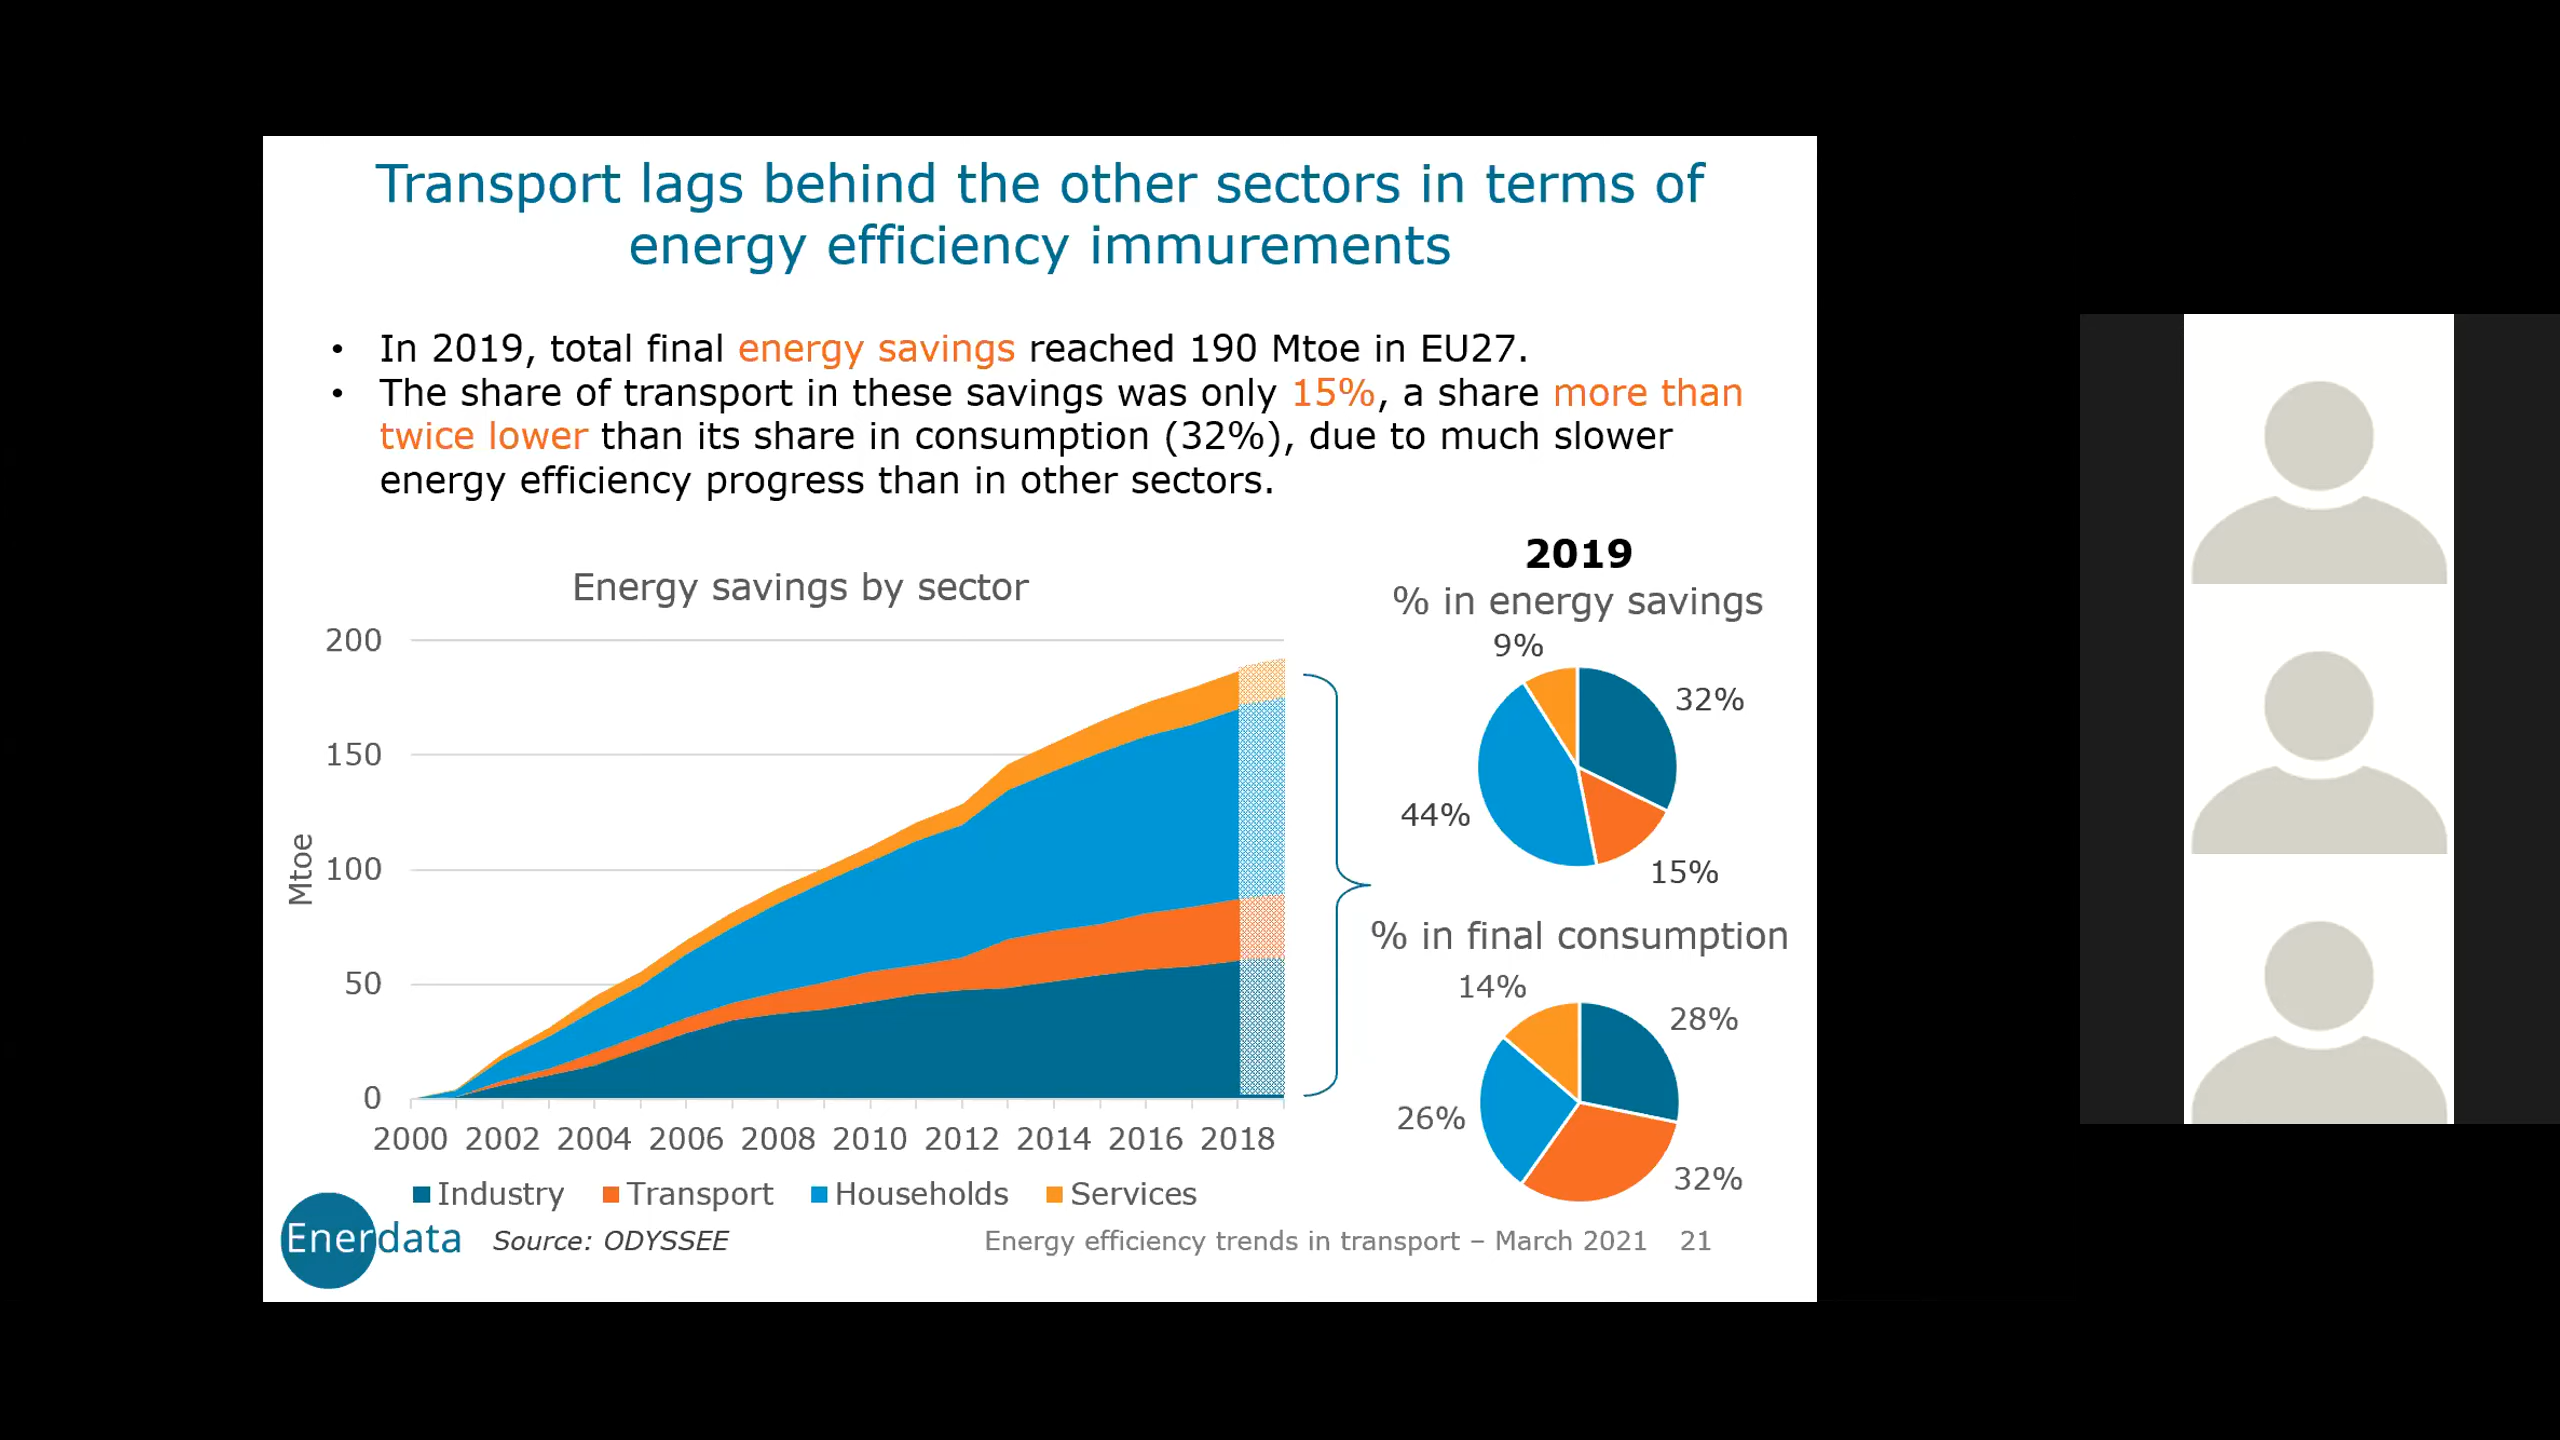 Transport lags behind the other sectors in terms of
energy efficiency immurements
• In 2019, total final energy savings reached 190 Mtoe in EU27.
• The share of transport in these savings was only 15%, a share more than
twice lower than its share in consumption (32%), due to much slower
energy efficiency progress than in other sectors.
Energy savings by sector
200
150
100
50
0
Mtoe
2000 2002 2004 2006 2008 2010 2012 2014 2016 2018
Industry Transport Households Services
2019
% in energy savings
9%
32%
44%
15%
% in final consumption
14%
28%
26%
32%
Enerdata
Source: ODYSSEE
Energy efficiency trends in transport – March 2021 21